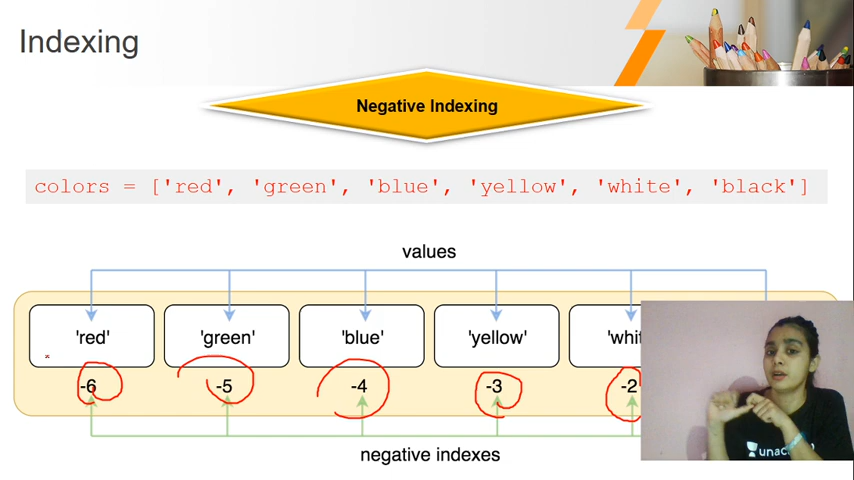 Indexing
Negative Indexing
colors = ['red', 'green', 'blue', 'yellow', 'white', 'black']
values
'red' 'green' 'blue' 'yellow'
-6 -5 -4 -3 -2
negative indexes